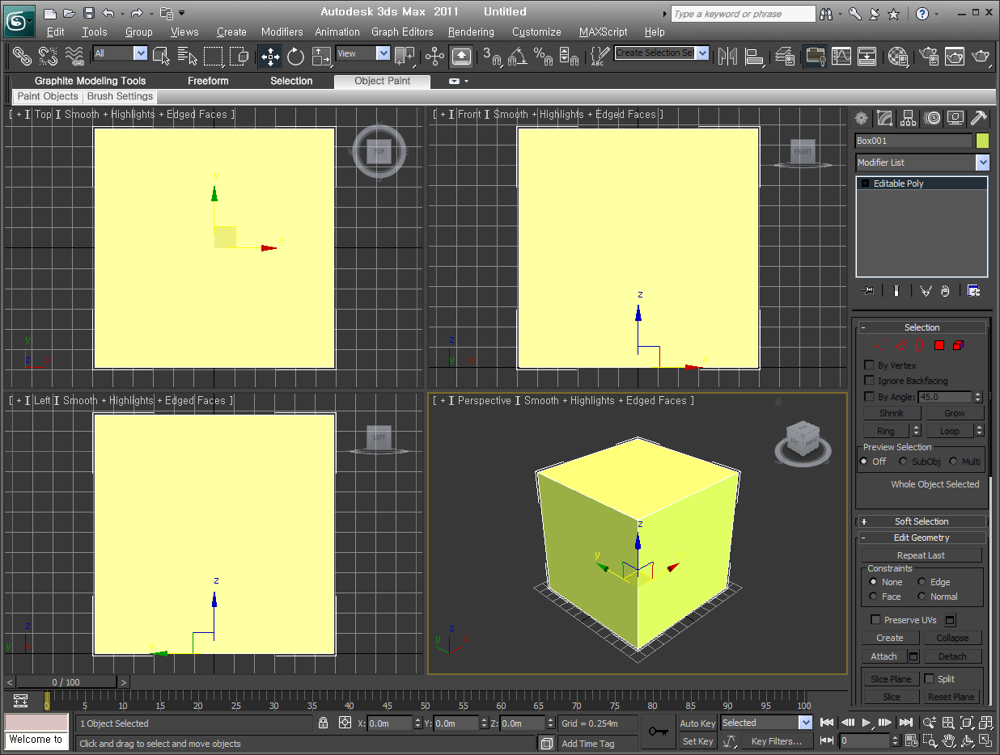 Autodesk 3ds Max 2011 Untitled
Type a keyword or phrase
Edit Tools Group Views Create Modifiers Animation Graph Editors Rendering Customize MAXScript Help
All View 3 % ABC Create Selection Se
Graphite Modeling Tools Freeform Selection Object Paint
Paint Objects Brush Settings
[ + ] Top ] Smooth + Highlights + Edged Faces ]
TOP
y
x
y
z
x
[ + ] Front ] Smooth + Highlights + Edged Faces ]
FRONT
z
x
z
y
x
[ + ] Left ] Smooth + Highlights + Edged Faces ]
LEFT
z
y
z
y
[ + ] Perspective ] Smooth + Highlights + Edged Faces ]
z
y
z
y
x
Box001
Modifier List
Editable Poly
- Selection
By Vertex
Ignore Backfacing
By Angle: 45.0
Shrink Grow
Ring Loop
Preview Selection
Off SubObj Multi
Whole Object Selected
+ Soft Selection
- Edit Geometry
Repeat Last
Constraints
None Edge
Face Normal
Preserve UVs
Create Collapse
Attach Detach
Slice Plane Split
Slice Reset Plane
< 0 / 100 >
0 5 10 15 20 25 30 35 40 45 50 55 60 65 70 75 80 85 90 95 100
1 Object Selected X: 0.0m Y: 0.0m Z: 0.0m Grid = 0.254m Auto Key Selected
Welcome to Click and drag to select and move objects Add Time Tag Set Key Key Filters... 0